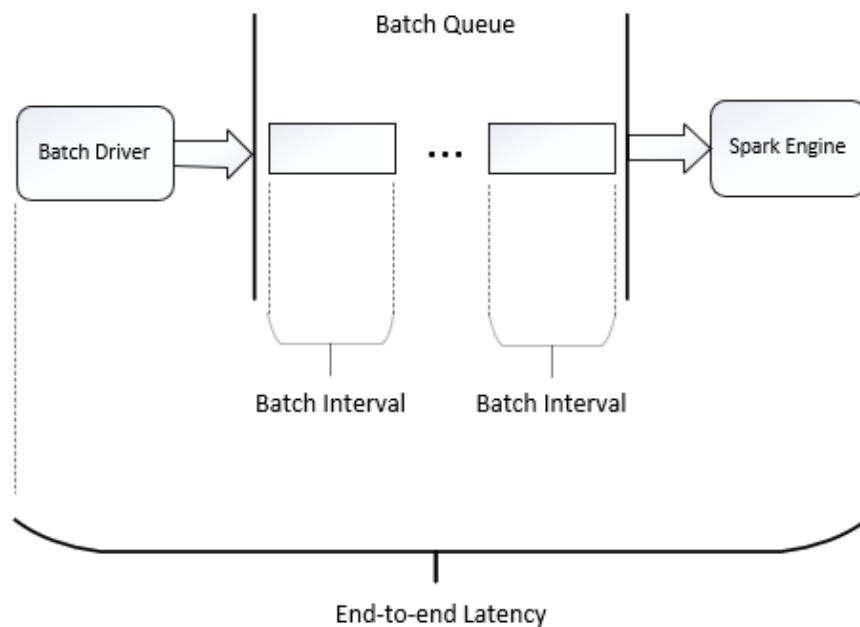 Batch Queue
Batch Driver
...
Spark Engine
Batch Interval
Batch Interval
End-to-end Latency